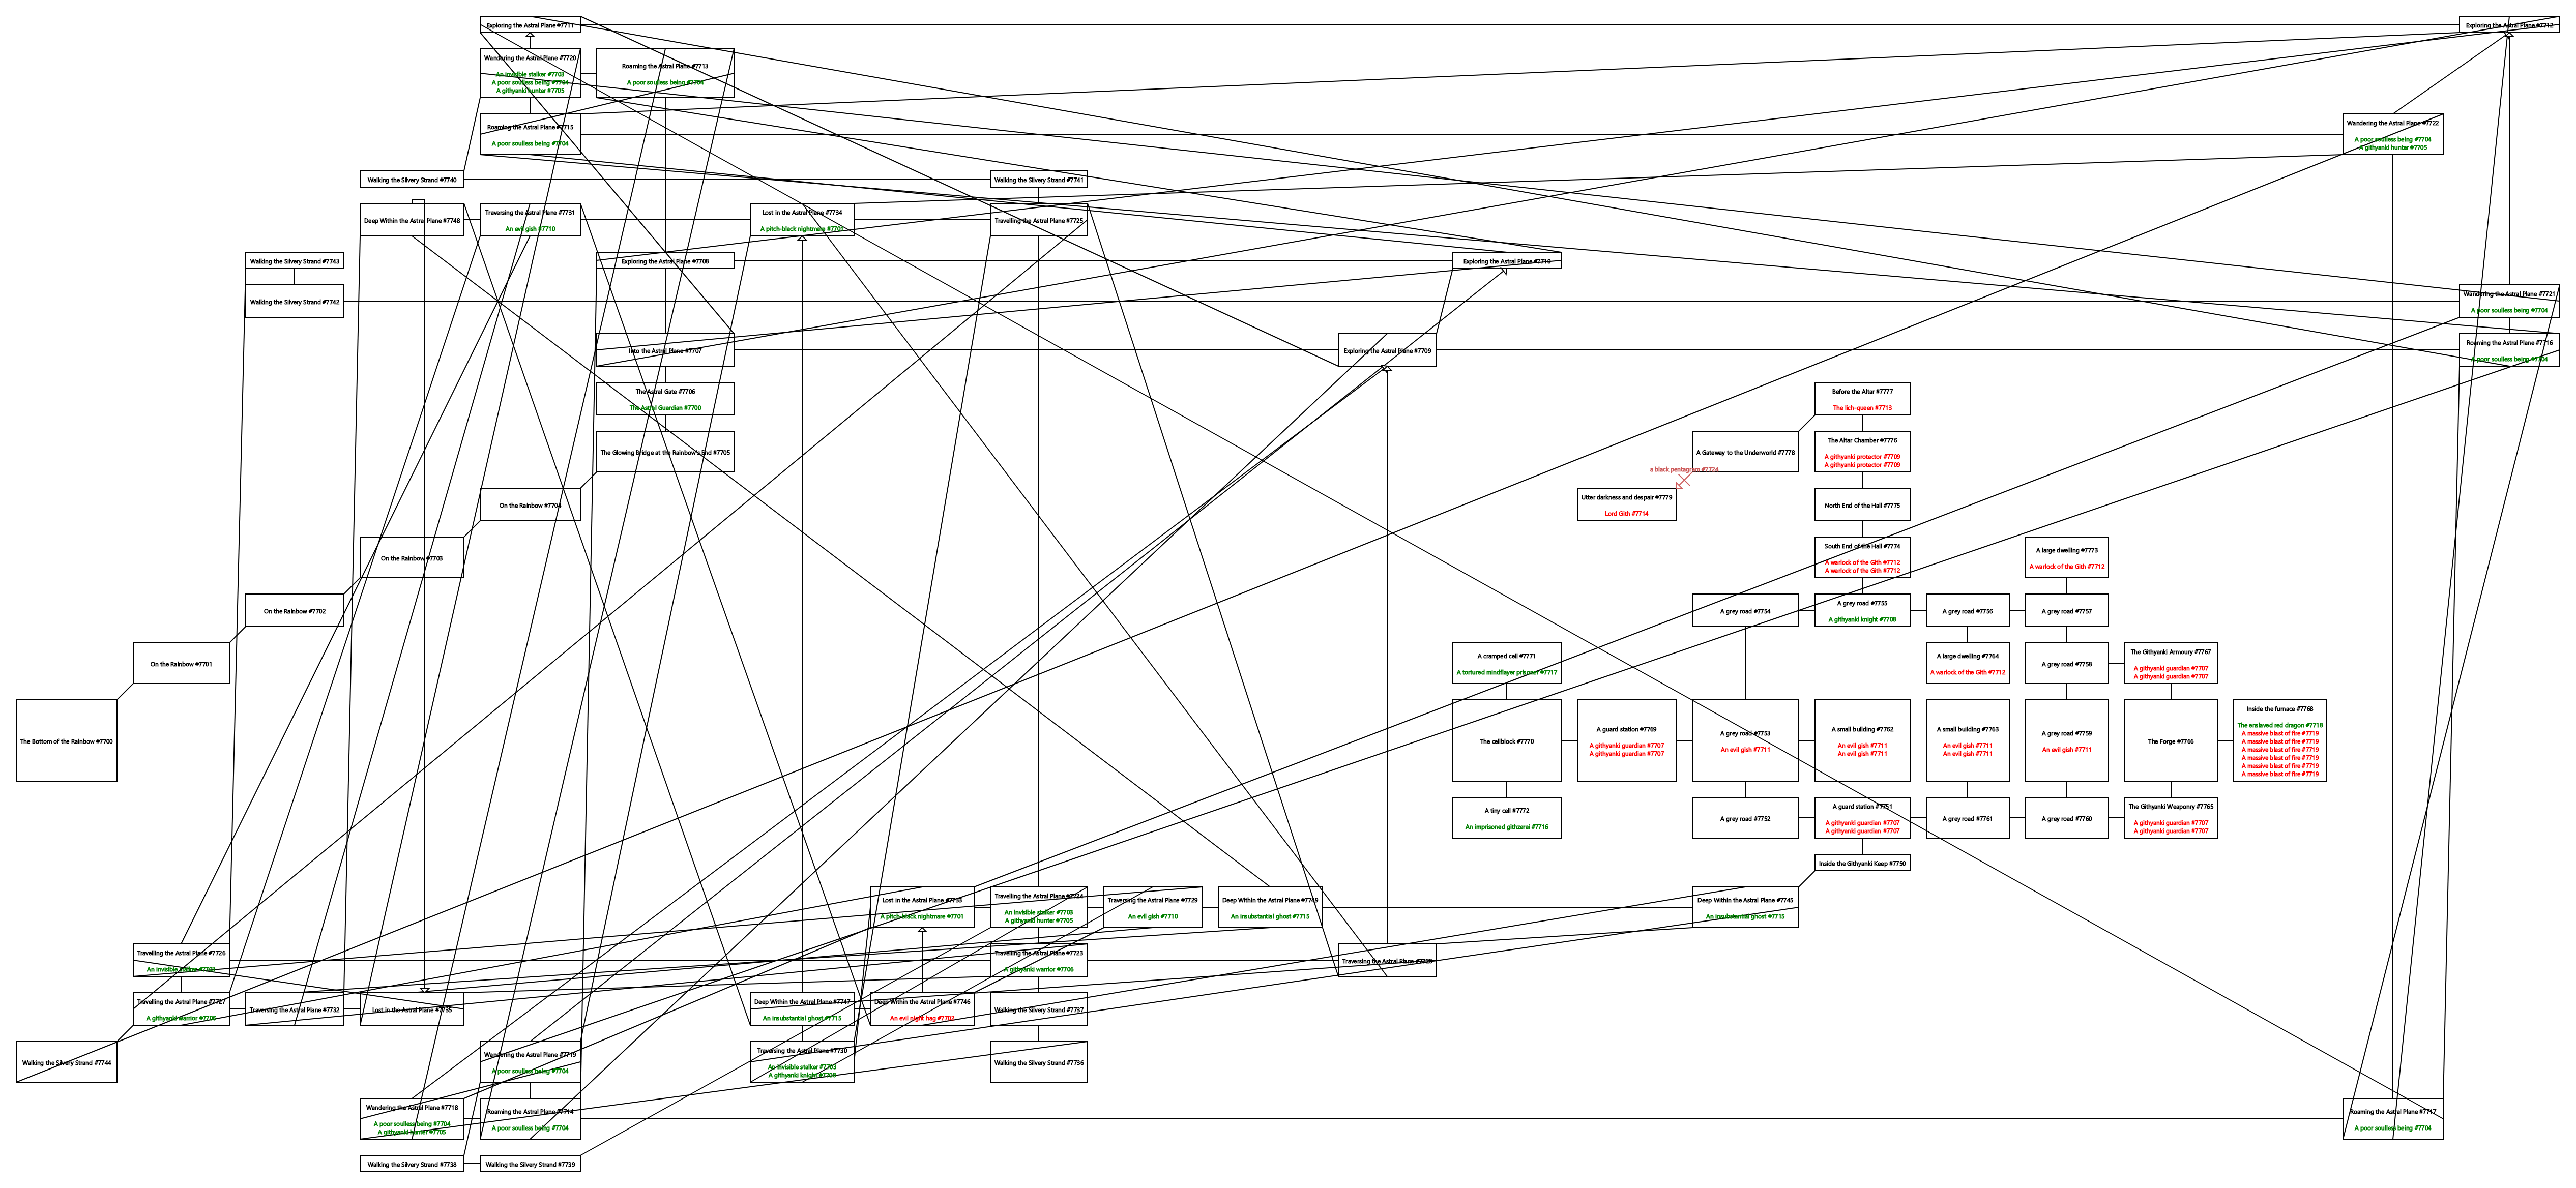 Exploring the Astral Plane #7711
Exploring the Astral Plane #7712
Wandering the Astral Plane #7720
An invisible stalker #7703
A poor soulless being #7704
A githyanki hunter #7705
Roaming the Astral Plane #7713
A poor soulless being #7704
Roaming the Astral Plane #7715
A poor soulless being #7704
Wandering the Astral Plane #7722
A poor soulless being #7704
A githyanki hunter #7705
Walking the Silvery Strand #7740
Walking the Silvery Strand #7741
Deep Within the Astral Plane #7748
Traversing the Astral Plane #7731
An evil gish #7710
Lost in the Astral Plane #7734
A pitch-black nightmare #7701
Travelling the Astral Plane #7725
Walking the Silvery Strand #7743
Exploring the Astral Plane #7708
Exploring the Astral Plane #7710
Walking the Silvery Strand #7742
Wandering the Astral Plane #7721
A poor soulless being #7704
Into the Astral Plane #7707
Exploring the Astral Plane #7709
Roaming the Astral Plane #7716
A poor soulless being #7704
The Astral Gate #7706
The Astral Guardian #7700
Before the Altar #7777
The lich-queen #7713
The Glowing Bridge at the Rainbow's End #7705
A Gateway to the Underworld #7778
The Altar Chamber #7776
A githyanki protector #7709
A githyanki protector #7709
a black pentagram #7724
On the Rainbow #7704
Utter darkness and despair #7779
Lord Gith #7714
North End of the Hall #7775
On the Rainbow #7703
South End of the Hall #7774
A warlock of the Gith #7712
A warlock of the Gith #7712
A large dwelling #7773
A warlock of the Gith #7712
On the Rainbow #7702
A grey road #7754
A grey road #7755
A githyanki knight #7708
A grey road #7756
A grey road #7757
On the Rainbow #7701
A cramped cell #7771
A tortured mindflayer prisoner #7717
A large dwelling #7764
A warlock of the Gith #7712
A grey road #7758
The Githyanki Armoury #7767
A githyanki guardian #7707
A githyanki guardian #7707
The Bottom of the Rainbow #7700
The cellblock #7770
A guard station #7769
A githyanki guardian #7707
A githyanki guardian #7707
A grey road #7753
An evil gish #7711
A small building #7762
An evil gish #7711
An evil gish #7711
A small building #7763
An evil gish #7711
An evil gish #7711
A grey road #7759
An evil gish #7711
The Forge #7766
Inside the furnace #7768
The enslaved red dragon #7718
A massive blast of fire #7719
A massive blast of fire #7719
A massive blast of fire #7719
A massive blast of fire #7719
A massive blast of fire #7719
A massive blast of fire #7719
A tiny cell #7772
An imprisoned githzerai #7716
A grey road #7752
A guard station #7751
A githyanki guardian #7707
A githyanki guardian #7707
A grey road #7761
A grey road #7760
The Githyanki Weaponry #7765
A githyanki guardian #7707
A githyanki guardian #7707
Inside the Githyanki Keep #7750
Lost in the Astral Plane #7733
A pitch-black nightmare #7701
Travelling the Astral Plane #7724
An invisible stalker #7703
A githyanki hunter #7705
Traversing the Astral Plane #7729
An evil gish #7710
Deep Within the Astral Plane #7749
An insubstantial ghost #7715
Deep Within the Astral Plane #7745
An insubstantial ghost #7715
Travelling the Astral Plane #7726
An invisible stalker #7703
Travelling the Astral Plane #7723
A githyanki warrior #7706
Traversing the Astral Plane #7728
Travelling the Astral Plane #7727
A githyanki warrior #7706
Traversing the Astral Plane #7732
Lost in the Astral Plane #7735
Deep Within the Astral Plane #7747
An insubstantial ghost #7715
Deep Within the Astral Plane #7746
An evil night hag #7702
Walking the Silvery Strand #7737
Walking the Silvery Strand #7744
Wandering the Astral Plane #7719
A poor soulless being #7704
Traversing the Astral Plane #7730
An invisible stalker #7703
A githyanki knight #7708
Walking the Silvery Strand #7736
Wandering the Astral Plane #7718
A poor soulless being #7704
A githyanki hunter #7705
Roaming the Astral Plane #7714
A poor soulless being #7704
Roaming the Astral Plane #7717
A poor soulless being #7704
Walking the Silvery Strand #7738
Walking the Silvery Strand #7739